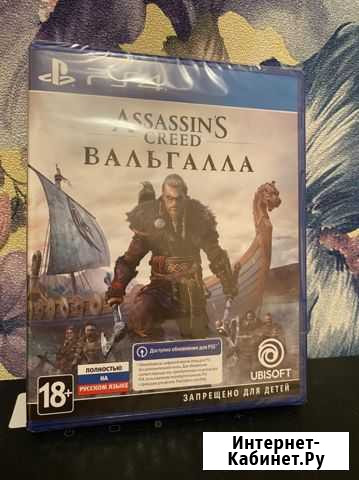 PS4
ASSASSIN'S
CREED
ВАЛЬГАЛЛА
Доступно обновление для PS5
ПОЛНОСТЬЮ
НА
РУССКОМ ЯЗЫКЕ
18+
UBISOFT
ЗАПРЕЩЕНО ДЛЯ ДЕТЕЙ
Интернет-
Кабинет.Ру